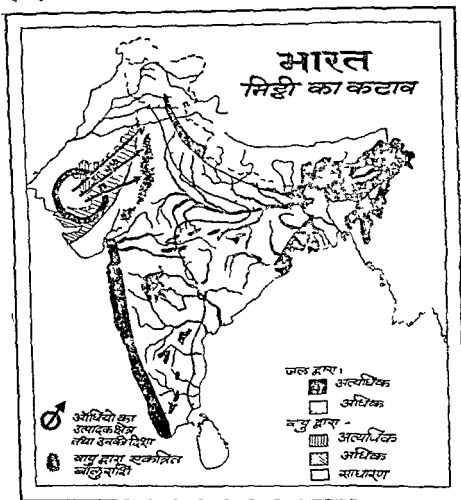 भारत
मिट्टी का कटाव
जल द्वारा:
अत्यधिक
अधिक
वायु द्वारा -
अत्यधिक
अधिक
साधारण
आँधियो का
उत्पादक क्षेत्र
तथा उनकी दिशा
वायु द्वारा एकत्रित
बालुराशि